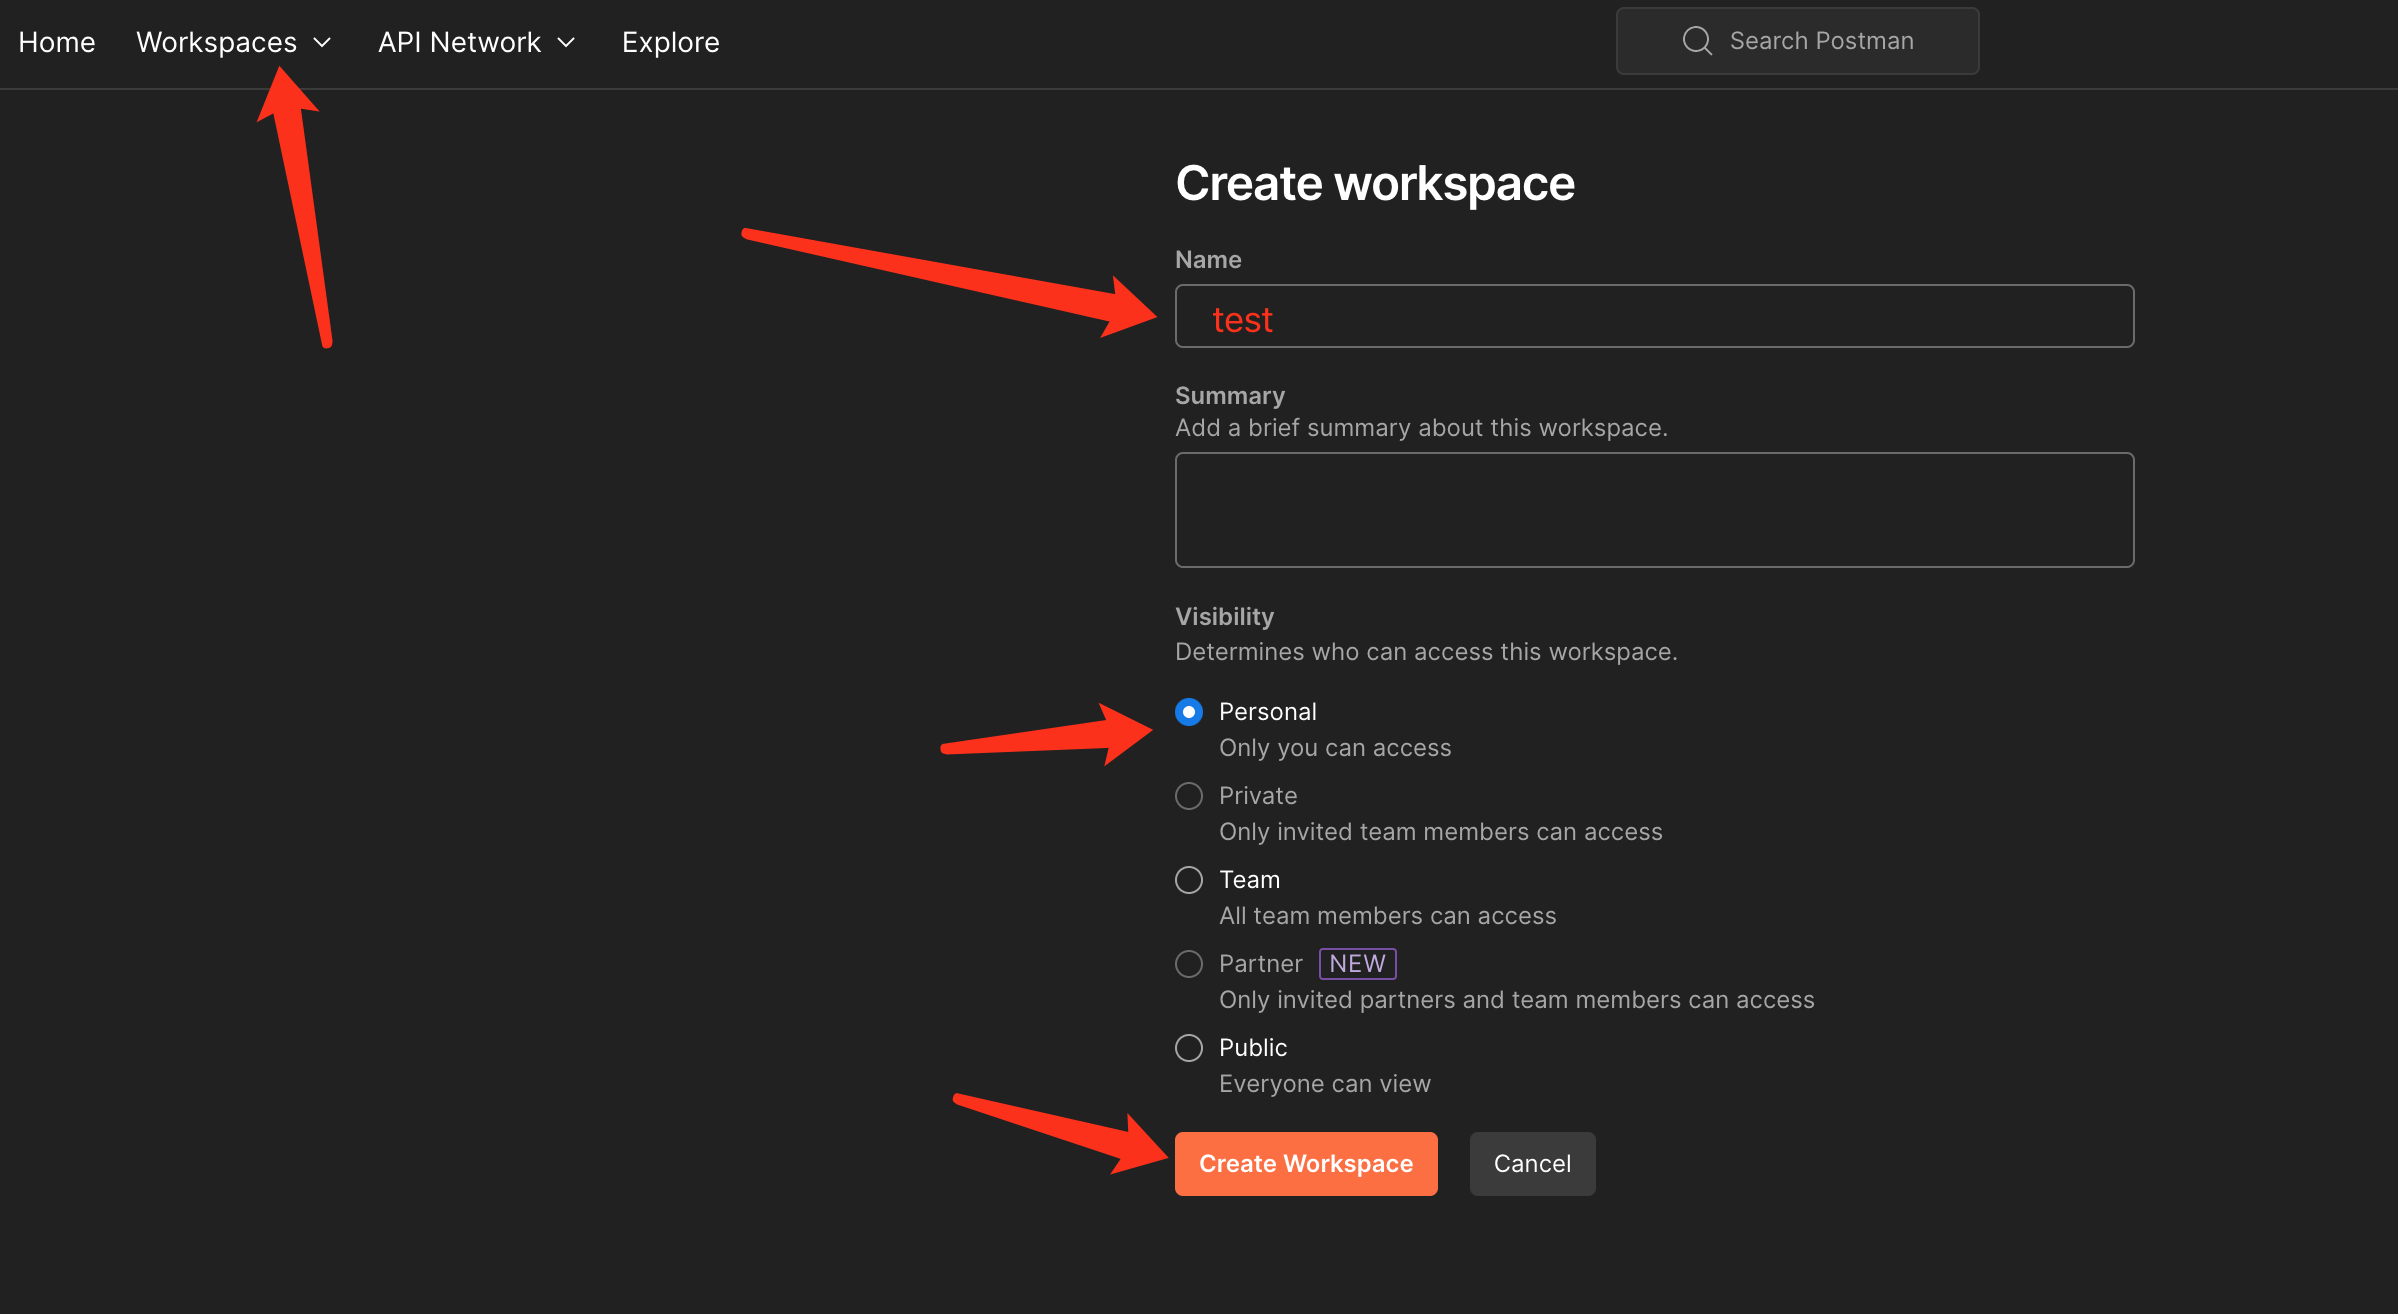 Home Workspaces API Network Explore Search Postman
Create workspace
Name
test
Summary
Add a brief summary about this workspace.
Visibility
Determines who can access this workspace.
Personal
Only you can access
Private
Only invited team members can access
Team
All team members can access
Partner NEW
Only invited partners and team members can access
Public
Everyone can view
Create Workspace Cancel